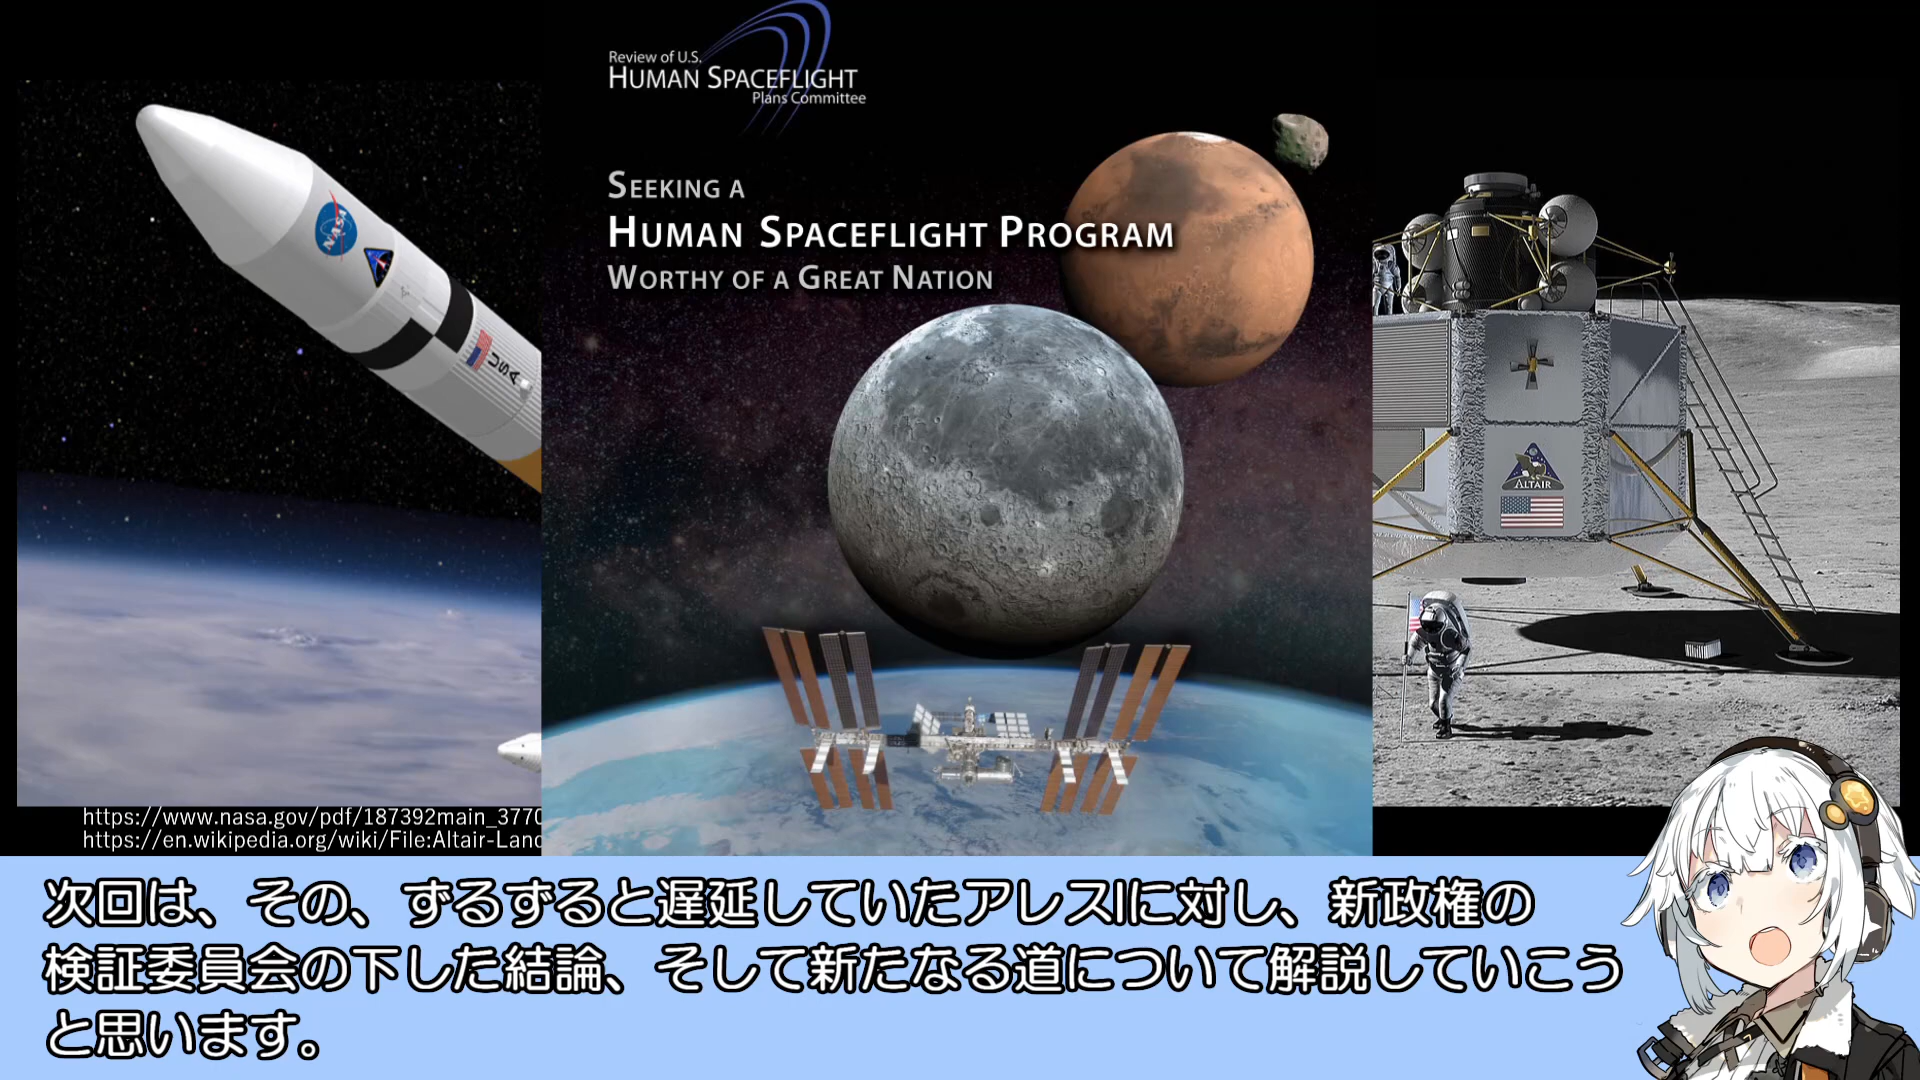 Review of U.S.
HUMAN SPACEFLIGHT
Plans Committee
SEEKING A
HUMAN SPACEFLIGHT PROGRAM
WORTHY OF A GREAT NATION
NASA
USA
ALTAIR
https://www.nasa.gov/pdf/187392main_3770
https://en.wikipedia.org/wiki/File:Altair-Land
次回は、その、ずるずると遅延していたアレスIに対し、新政権の
検証委員会の下した結論、そして新たなる道について解説していこう
と思います。